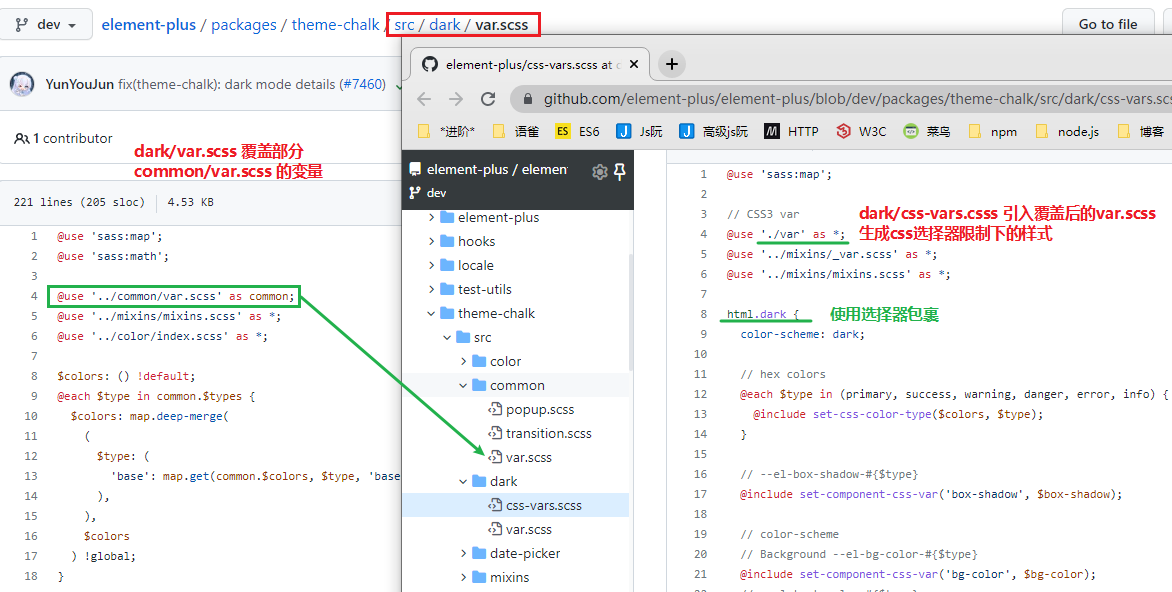 dev
element-plus / packages / theme-chalk / src / dark / var.scss
Go to file
YunYouJun fix(theme-chalk): dark mode details (#7460)
1 contributor
dark/var.scss 覆盖部分
common/var.scss 的变量
221 lines (205 sloc) 4.53 KB
1 @use 'sass:map';
2 @use 'sass:math';
3
4 @use '../common/var.scss' as common;
5 @use '../mixins/mixins.scss' as *;
6 @use '../color/index.scss' as *;
7
8 $colors: () !default;
9 @each $type in common.$types {
10 $colors: map.deep-merge(
11 (
12 $type: (
13 'base': map.get(common.$colors, $type, 'base
14 ),
15 ),
16 $colors
17 ) !global;
18 }
element-plus/css-vars.scss at
github.com/element-plus/element-plus/blob/dev/packages/theme-chalk/src/dark/css-vars.sc
*进阶*
语雀
ES ES6
J Js阮
J 高级js阮
M HTTP
W3C
菜鸟
npm
node.js
博客
element-plus / elemen
dev
element-plus
hooks
locale
test-utils
theme-chalk
src
color
common
popup.scss
transition.scss
var.scss
dark
css-vars.scss
var.scss
date-picker
mixins
1 @use 'sass:map';
2
3 // CSS3 var
4 @use './var' as *;
5 @use '../mixins/_var.scss' as *;
6 @use '../mixins/mixins.scss' as *;
7
8 html.dark {
9 color-scheme: dark;
10
11 // hex colors
12 @each $type in (primary, success, warning, danger, error, info) {
13 @include set-css-color-type($colors, $type);
14 }
15
16 // --el-box-shadow-#{$type}
17 @include set-component-css-var('box-shadow', $box-shadow);
18
19 // color-scheme
20 // Background --el-bg-color-#{$type}
21 @include set-component-css-var('bg-color', $bg-color);
dark/css-vars.csss 引入覆盖后的var.scss
生成css选择器限制下的样式
使用选择器包裹